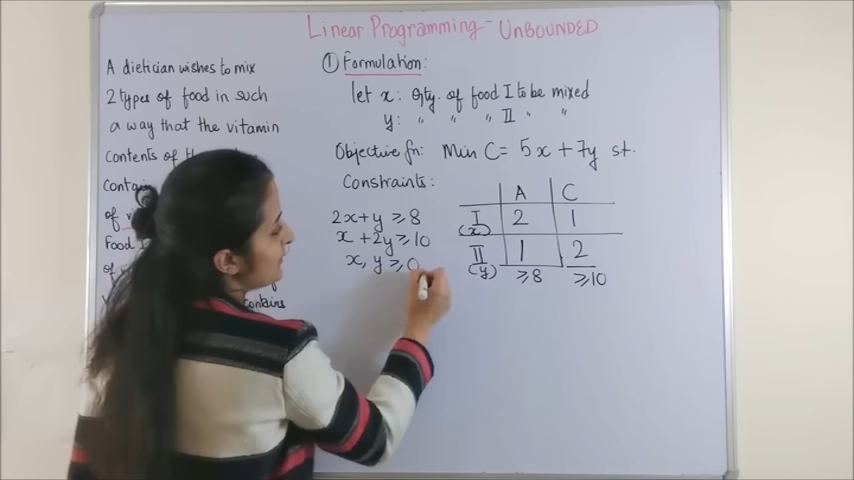 Linear Programming - UNBOUNDED
A dietician wishes to mix
2 types of food in such
a way that the vitamin
contents of
contain
of
Food I
of
contains
① Formulation:
let x: Qty. of food I to be mixed
y: " " " II " "
Objective fn: Min C = 5x + 7y st.
Constraints:
2x+y ≥ 8
x + 2y ≥ 10
x, y ≥ 0
A C
I (x) 2 1
II (y) 1 2
≥8 ≥10